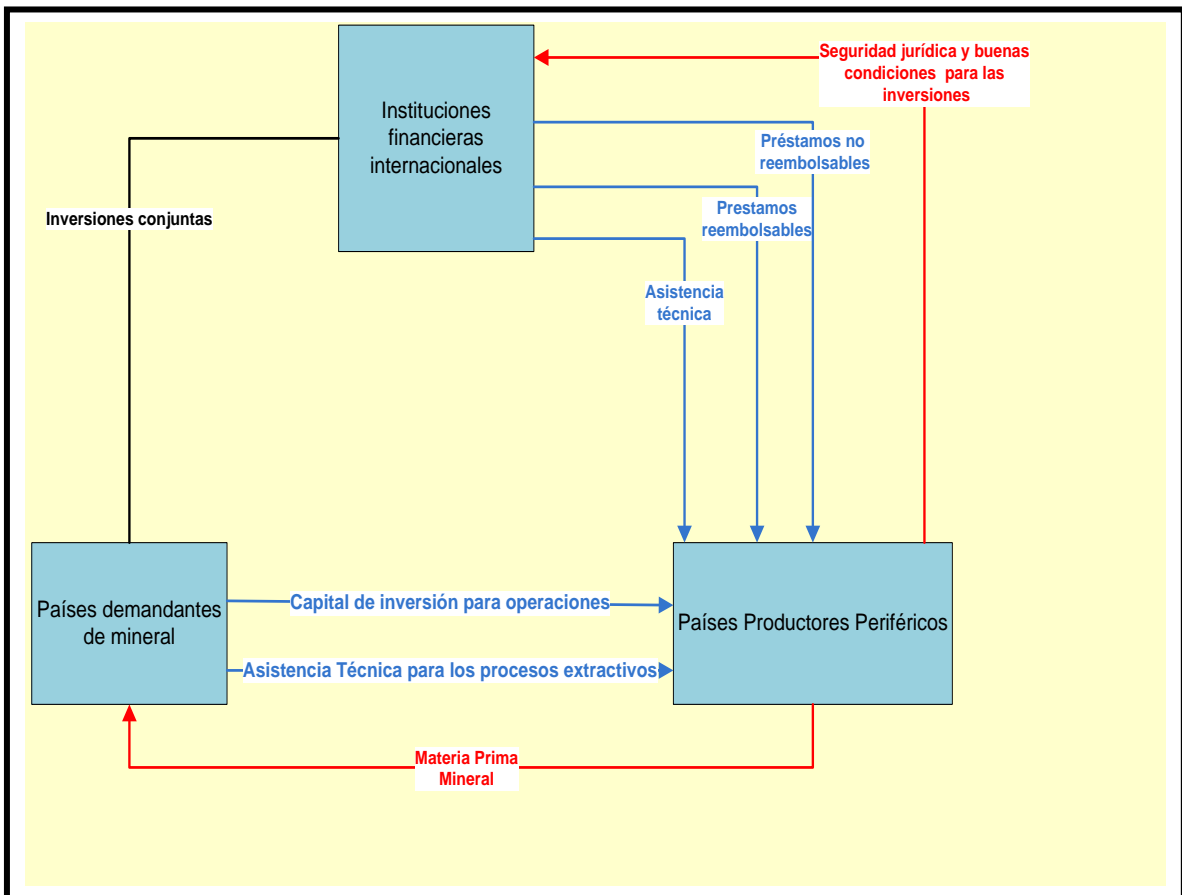 Seguridad jurídica y buenas
condiciones para las
inversiones
Instituciones
financieras
internacionales
Préstamos no
reembolsables
Prestamos
reembolsables
Inversiones conjuntas
Asistencia
técnica
Países demandantes
de mineral
Capital de inversión para operaciones
Países Productores Periféricos
Asistencia Técnica para los procesos extractivos
Materia Prima
Mineral